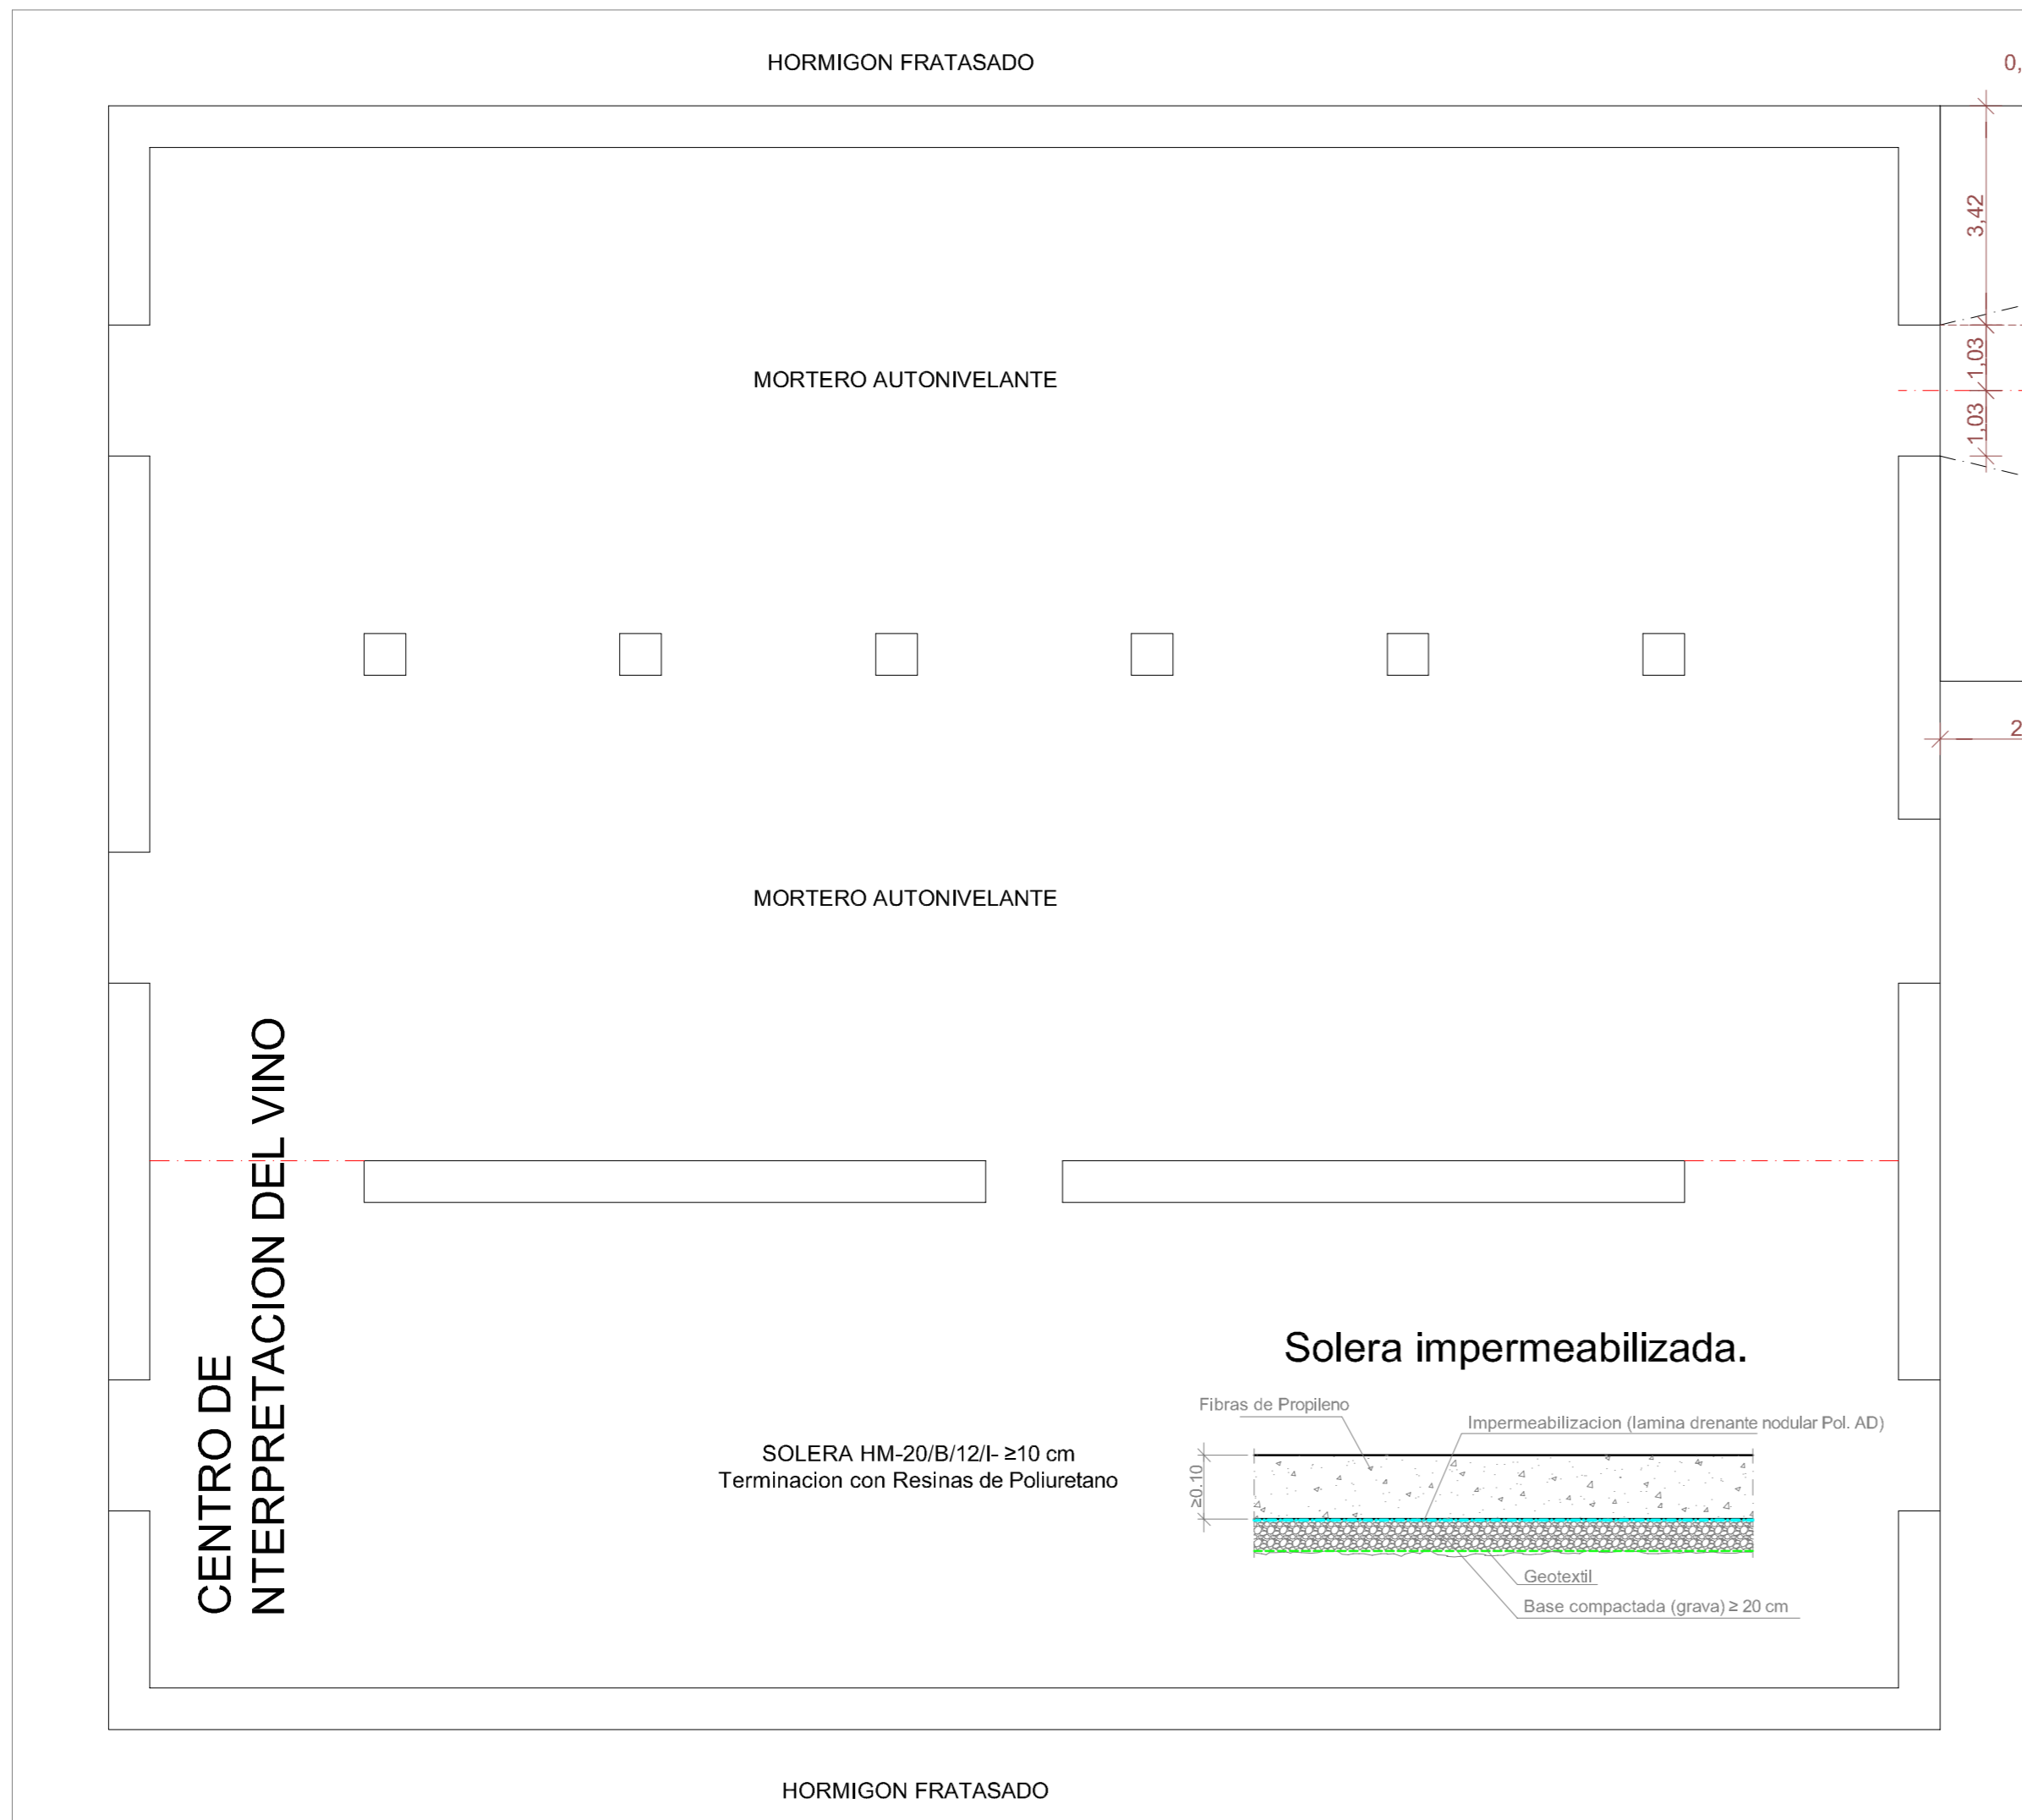 HORMIGON FRATASADO
0,
3,42
1,03
1,03
MORTERO AUTONIVELANTE
2
MORTERO AUTONIVELANTE
CENTRO DE
NTERPRETACION DEL VINO
Solera impermeabilizada.
Fibras de Propileno
Impermeabilizacion (lamina drenante nodular Pol. AD)
SOLERA HM-20/B/12/I- ≥10 cm
Terminacion con Resinas de Poliuretano
≥0.10
Geotextil
Base compactada (grava) ≥ 20 cm
HORMIGON FRATASADO